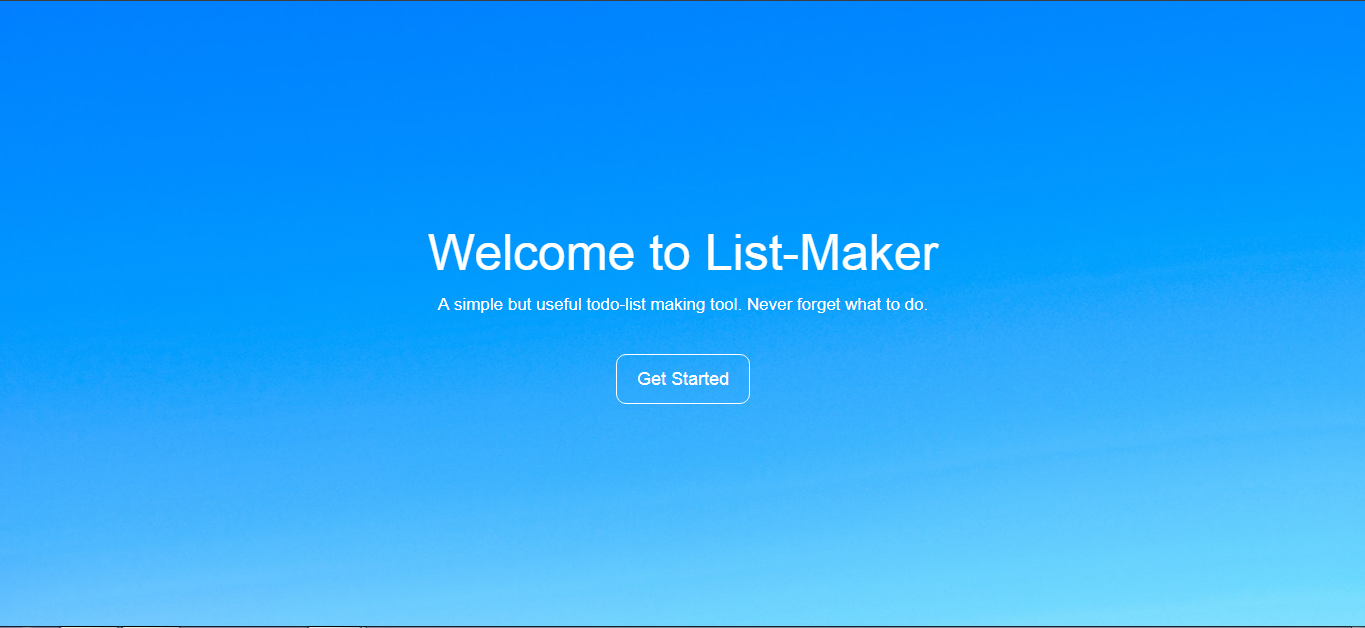 Welcome to List-Maker
A simple but useful todo-list making tool. Never forget what to do.
Get Started